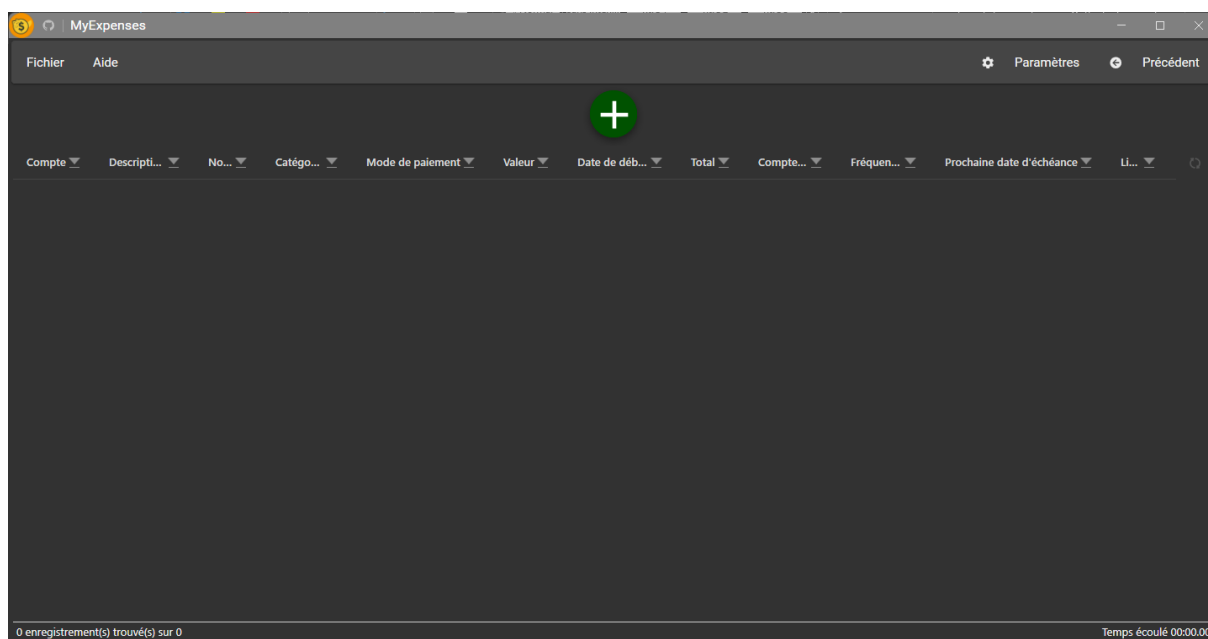 MyExpenses
Fichier Aide Paramètres Précédent
Compte Descripti... No... Catégo... Mode de paiement Valeur Date de déb... Total Compte... Fréquen... Prochaine date d'échéance Li...
0 enregistrement(s) trouvé(s) sur 0 Temps écoulé 00:00.00